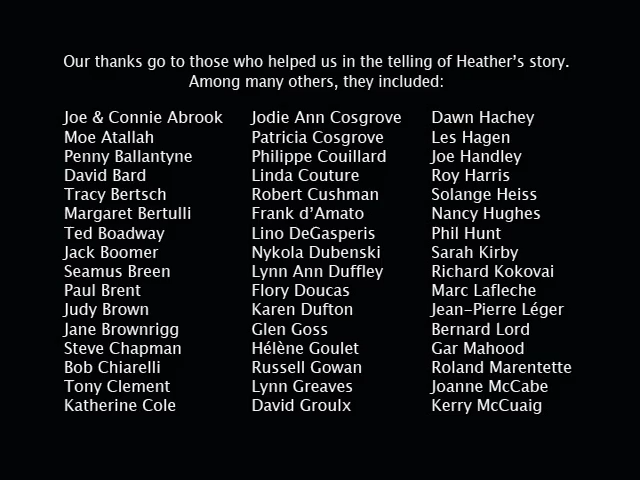 Our thanks go to those who helped us in the telling of Heather's story.
Among many others, they included:
Joe & Connie Abrook
Moe Atallah
Penny Ballantyne
David Bard
Tracy Bertsch
Margaret Bertulli
Ted Boadway
Jack Boomer
Seamus Breen
Paul Brent
Judy Brown
Jane Brownrigg
Steve Chapman
Bob Chiarelli
Tony Clement
Katherine Cole
Jodie Ann Cosgrove
Patricia Cosgrove
Philippe Couillard
Linda Couture
Robert Cushman
Frank d'Amato
Lino DeGasperis
Nykola Dubenski
Lynn Ann Duffley
Flory Doucas
Karen Dufton
Glen Goss
Hélène Goulet
Russell Gowan
Lynn Greaves
David Groulx
Dawn Hachey
Les Hagen
Joe Handley
Roy Harris
Solange Heiss
Nancy Hughes
Phil Hunt
Sarah Kirby
Richard Kokovai
Marc Lafleche
Jean-Pierre Léger
Bernard Lord
Gar Mahood
Roland Marentette
Joanne McCabe
Kerry McCuaig